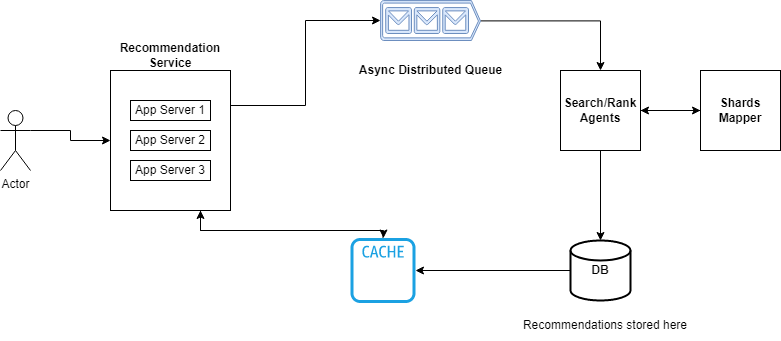 Recommendation
Service
App Server 1
App Server 2
App Server 3
Actor
Async Distributed Queue
Search/Rank
Agents
Shards
Mapper
CACHE
DB
Recommendations stored here